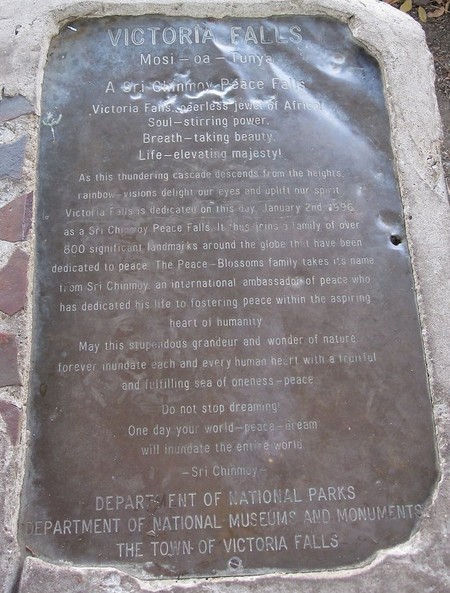 VICTORIA FALLS
Mosi-oa-Tunya
A Sri Chinmoy Peace Falls
Victoria Falls, peerless jewel of Africa!
Soul-stirring power,
Breath-taking beauty
Life-elevating majesty!
As this thundering cascade descends from the heights,
rainbow-visions delight our eyes and uplift our spirit.
Victoria Falls is dedicated on this day, January 2nd 1996
as a Sri Chinmoy Peace Falls. It thus joins a family of over
800 significant landmarks around the globe that have been
dedicated to peace. The Peace-Blossoms family takes its name
from Sri Chinmoy, an international ambassador of peace who
has dedicated his life to fostering peace within the aspiring
heart of humanity
May this stupendous grandeur and wonder of nature
forever inundate each and every human heart with a fruitful
and fulfilling sea of oneness-peace
Do not stop dreaming!
One day your world-peace-dream
will inundate the entire world
-Sri Chinmoy-
DEPARTMENT OF NATIONAL PARKS
DEPARTMENT OF NATIONAL MUSEUMS AND MONUMENTS
THE TOWN OF VICTORIA FALLS